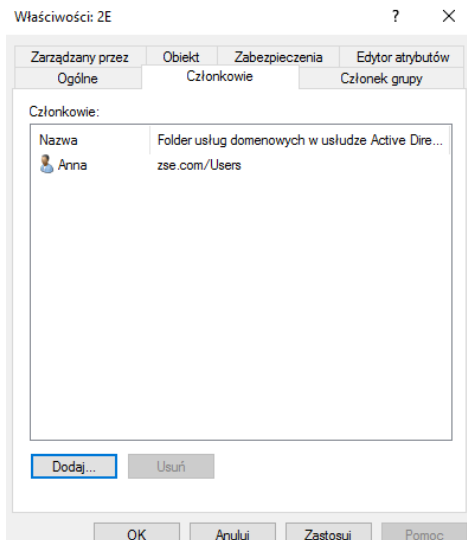 Właściwości: 2E
Zarządzany przez Obiekt Zabezpieczenia Edytor atrybutów
Ogólne Członkowie Członek grupy
Członkowie:
Nazwa Folder usług domenowych w usłudze Active Dire...
Anna zse.com/Users
Dodaj... Usuń
OK Anuluj Zastosuj Pomoc